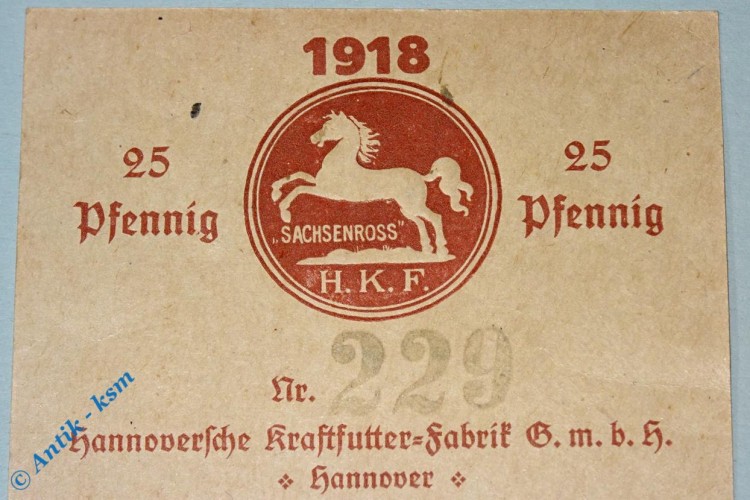 1918
25 Pfennig
25 Pfennig
„SACHSENROSS"
H. K. F.
Nr. 229
Hannoversche Kraftfutter=Fabrik G. m. b. H.
Hannover
© Antik - ksm